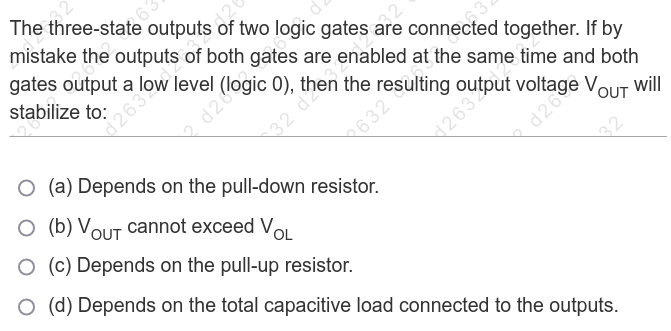 The three-state outputs of two logic gates are connected together. If by
mistake the outputs of both gates are enabled at the same time and both
gates output a low level (logic 0), then the resulting output voltage VOUT will
stabilize to:
(a) Depends on the pull-down resistor.
(b) VOUT cannot exceed VOL
(c) Depends on the pull-up resistor.
(d) Depends on the total capacitive load connected to the outputs.